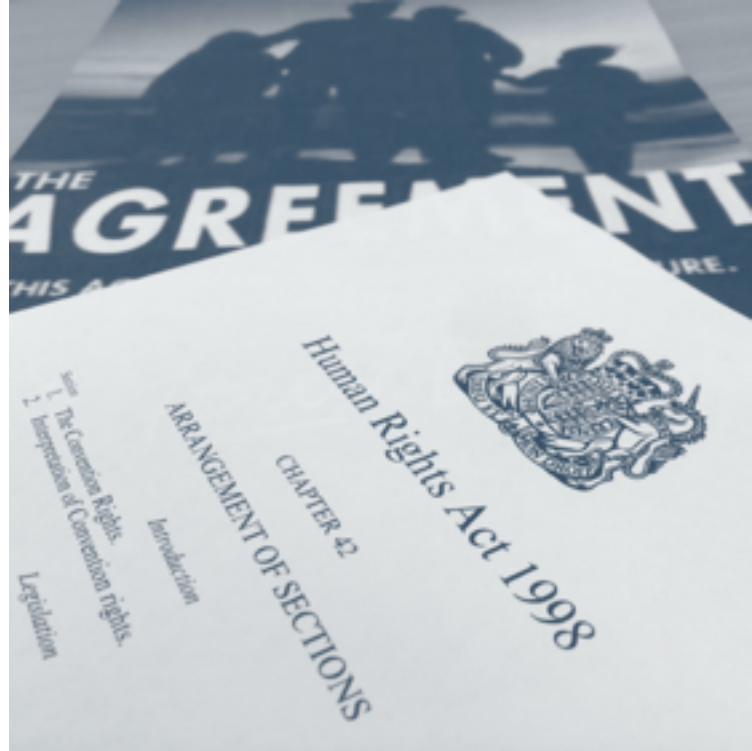 THE
AGREEMENT
THIS
URE.
Human Rights Act 1998
CHAPTER 42
ARRANGEMENT OF SECTIONS
Introduction
Section
1. The Convention Rights.
2. Interpretation of Convention rights.
Legislation